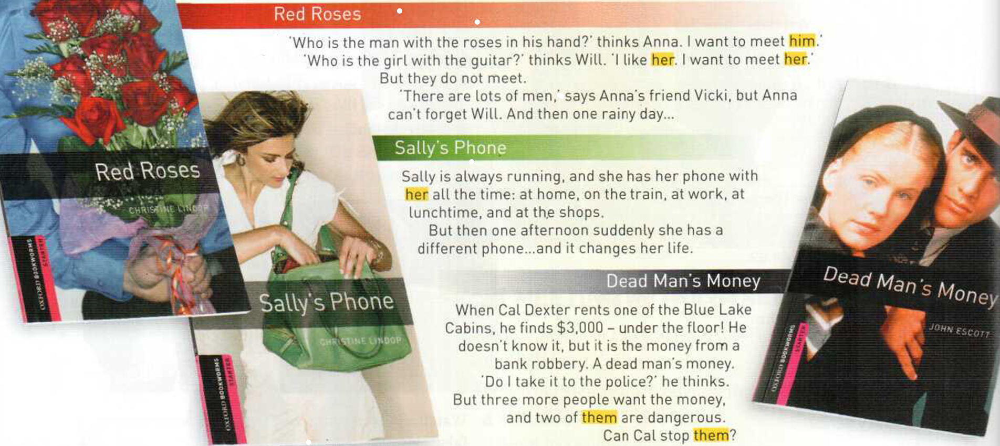 Red Roses
'Who is the man with the roses in his hand?' thinks Anna. I want to meet him.'
'Who is the girl with the guitar?' thinks Will. 'I like her. I want to meet her.'
But they do not meet.
'There are lots of men,' says Anna's friend Vicki, but Anna
can't forget Will. And then one rainy day...
Sally's Phone
Sally is always running, and she has her phone with
her all the time: at home, on the train, at work, at
lunchtime, and at the shops.
But then one afternoon suddenly she has a
different phone...and it changes her life.
Dead Man's Money
When Cal Dexter rents one of the Blue Lake
Cabins, he finds $3,000 – under the floor! He
doesn't know it, but it is the money from a
bank robbery. A dead man's money.
'Do I take it to the police?' he thinks.
But three more people want the money,
and two of them are dangerous.
Can Cal stop them?
Red Roses
CHRISTINE LINDOP
OXFORD BOOKWORMS
STARTER
Sally's Phone
CHRISTINE LINDOP
OXFORD BOOKWORMS
STARTER
Dead Man's Money
JOHN ESCOTT
OXFORD BOOKWORMS
STARTER